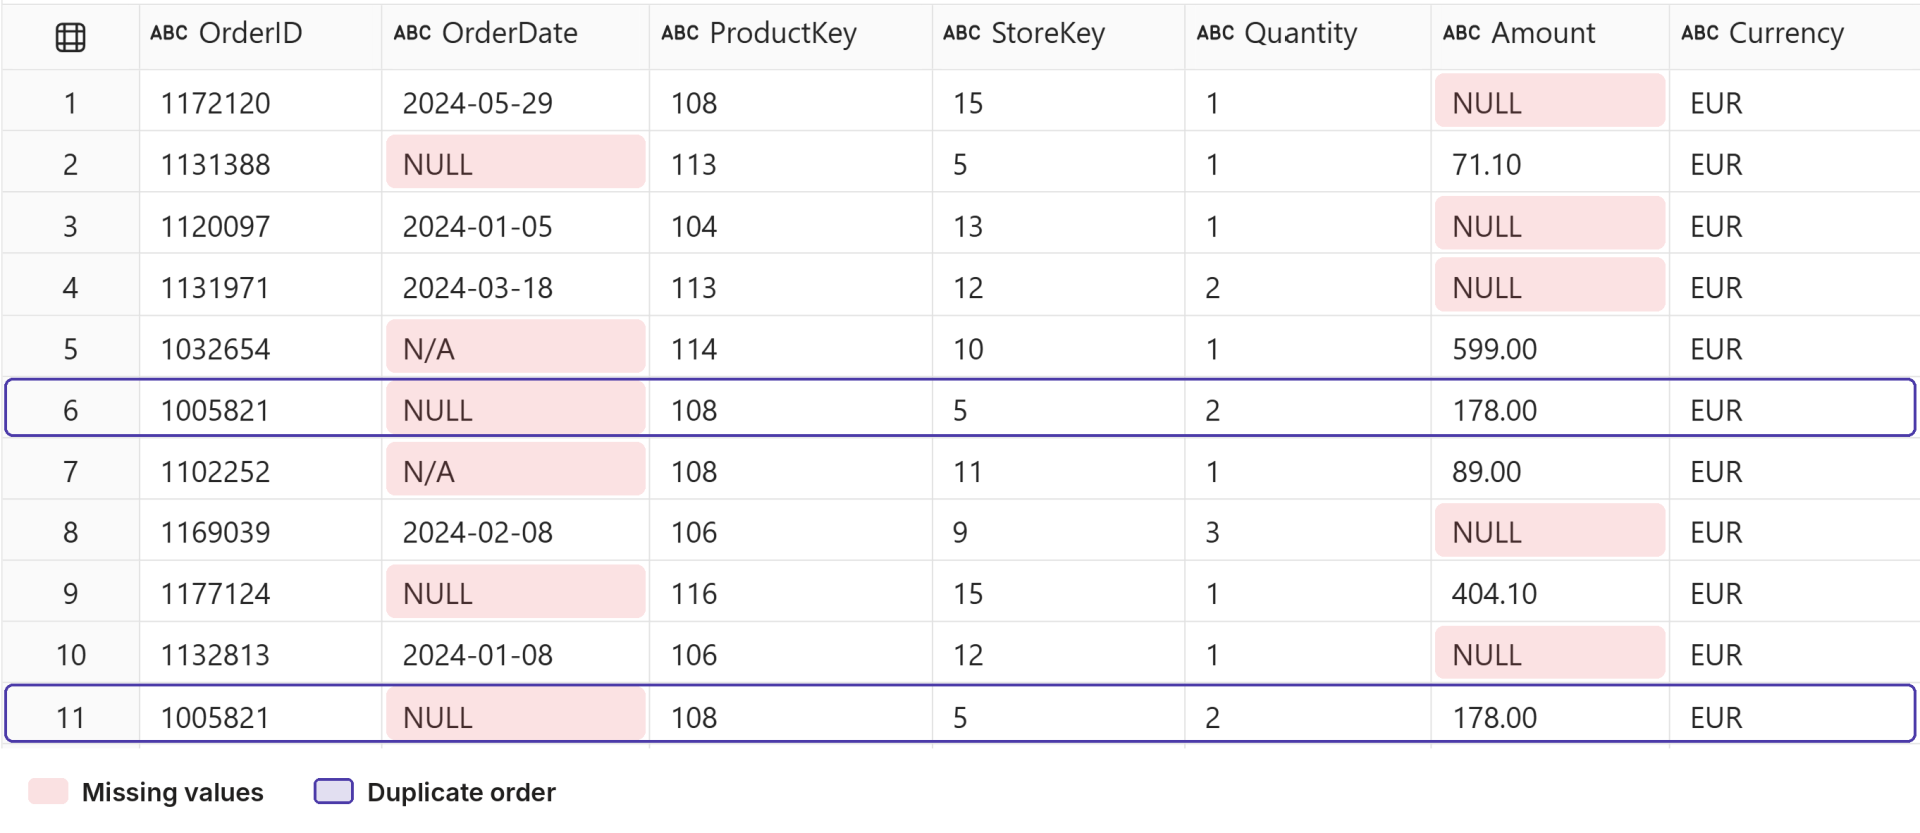 ABC OrderID ABC OrderDate ABC ProductKey ABC StoreKey ABC Quantity ABC Amount ABC Currency
1 1172120 2024-05-29 108 15 1 NULL EUR
2 1131388 NULL 113 5 1 71.10 EUR
3 1120097 2024-01-05 104 13 1 NULL EUR
4 1131971 2024-03-18 113 12 2 NULL EUR
5 1032654 N/A 114 10 1 599.00 EUR
6 1005821 NULL 108 5 2 178.00 EUR
7 1102252 N/A 108 11 1 89.00 EUR
8 1169039 2024-02-08 106 9 3 NULL EUR
9 1177124 NULL 116 15 1 404.10 EUR
10 1132813 2024-01-08 106 12 1 NULL EUR
11 1005821 NULL 108 5 2 178.00 EUR
Missing values Duplicate order